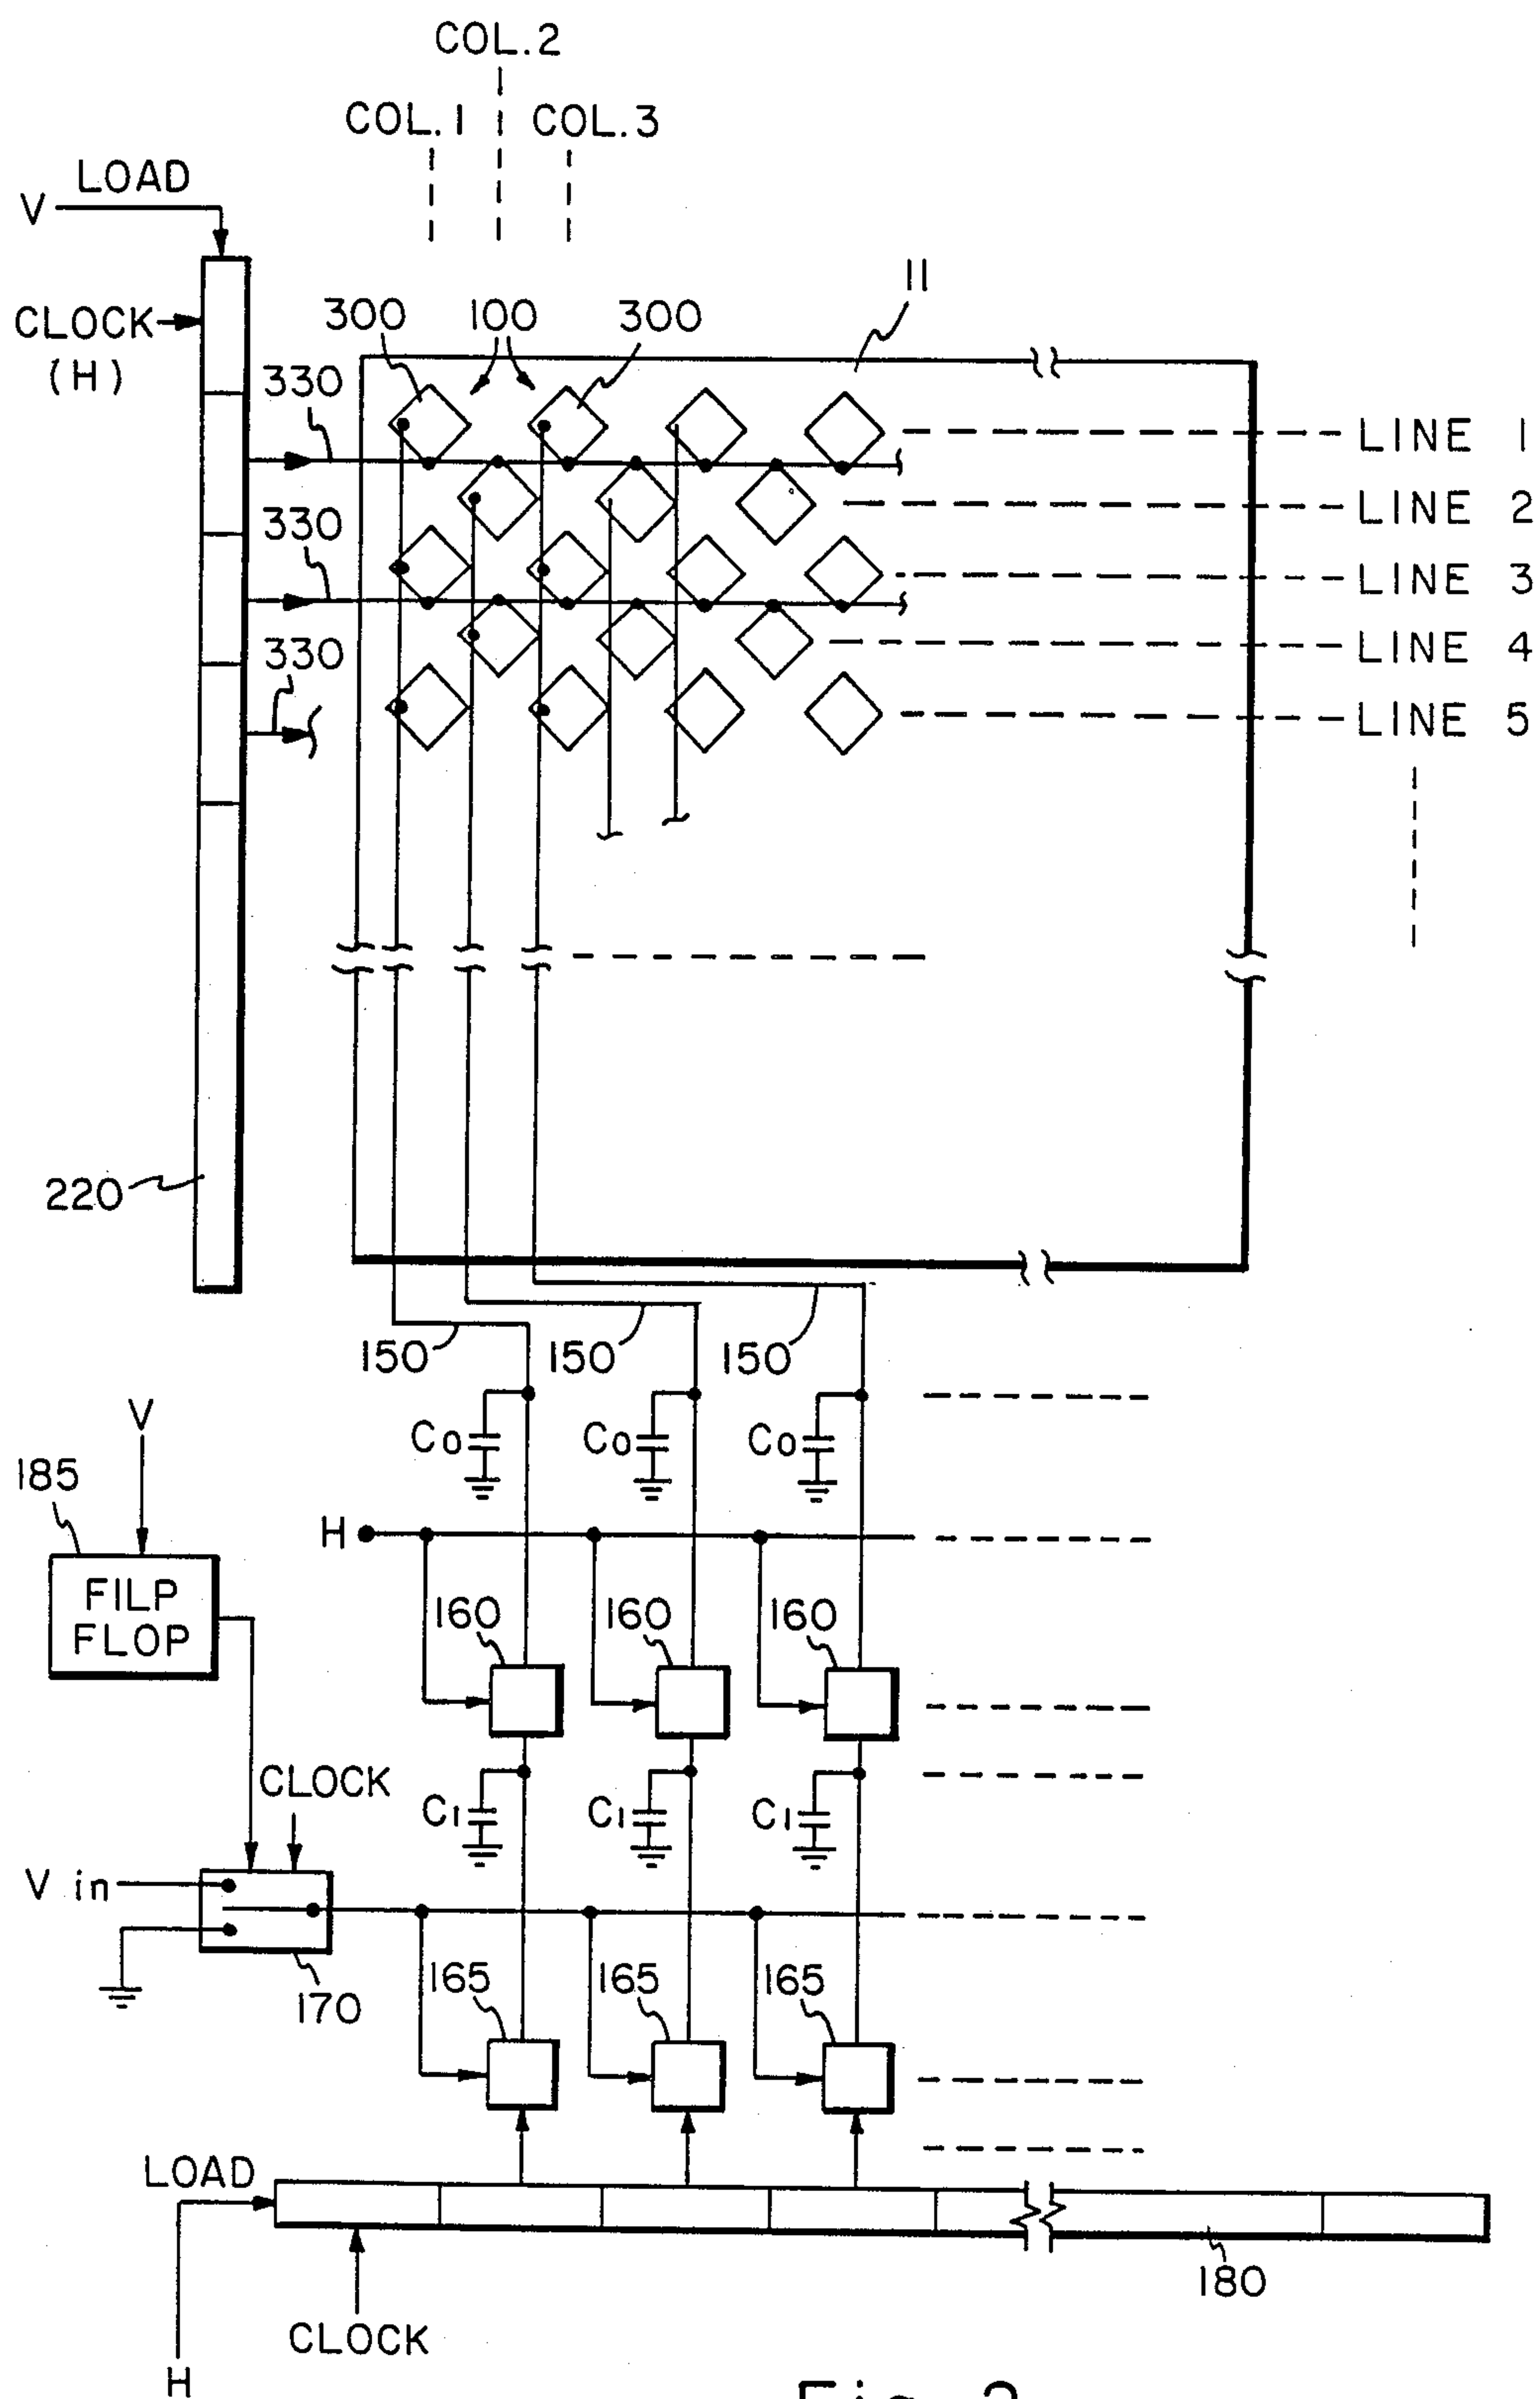 COL.2
COL.1 COL.3
LOAD
V
11
CLOCK
(H)
300 100 300
330
LINE 1
LINE 2
330
LINE 3
330
LINE 4
LINE 5
220
150 150 150
V
Co Co Co
185
H
FILP
FLOP
160 160 160
CLOCK
C1 C1 C1
V in
165 165 165
170
LOAD
180
CLOCK
H